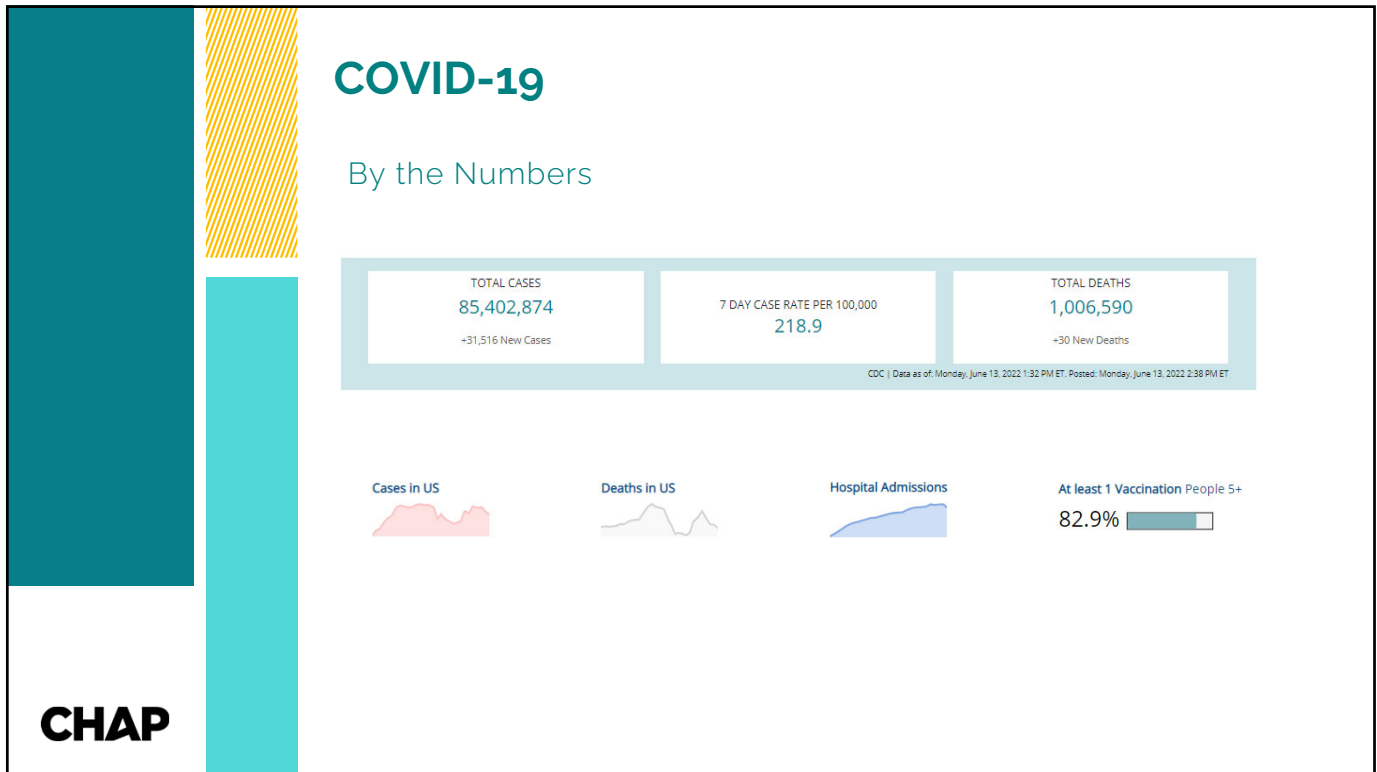 COVID-19
By the Numbers
TOTAL CASES
85,402,874
+31,516 New Cases
7 DAY CASE RATE PER 100,000
218.9
TOTAL DEATHS
1,006,590
+30 New Deaths
CDC | Data as of: Monday, June 13, 2022 1:32 PM ET. Posted: Monday, June 13, 2022 2:38 PM ET
Cases in US
Deaths in US
Hospital Admissions
At least 1 Vaccination People 5+
82.9%
CHAP